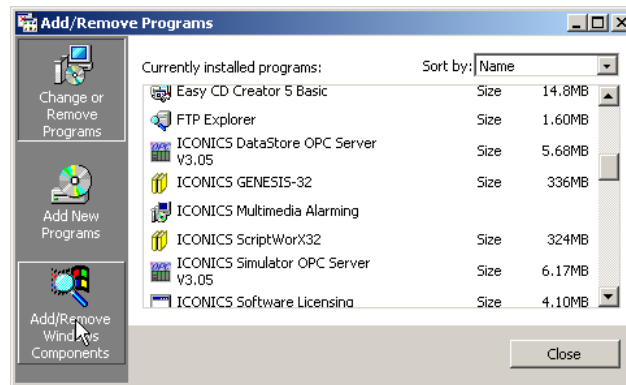 Add/Remove Programs
Change or
Remove
Programs
Add New
Programs
Add/Remove
Windows
Components
Currently installed programs:
Sort by: Name
Easy CD Creator 5 Basic Size 14.8MB
FTP Explorer Size 1.60MB
ICONICS DataStore OPC Server
V3.05 Size 5.68MB
ICONICS GENESIS-32 Size 336MB
ICONICS Multimedia Alarming
ICONICS ScriptWorX32 Size 324MB
ICONICS Simulator OPC Server
V3.05 Size 6.17MB
ICONICS Software Licensing Size 4.10MB
Close